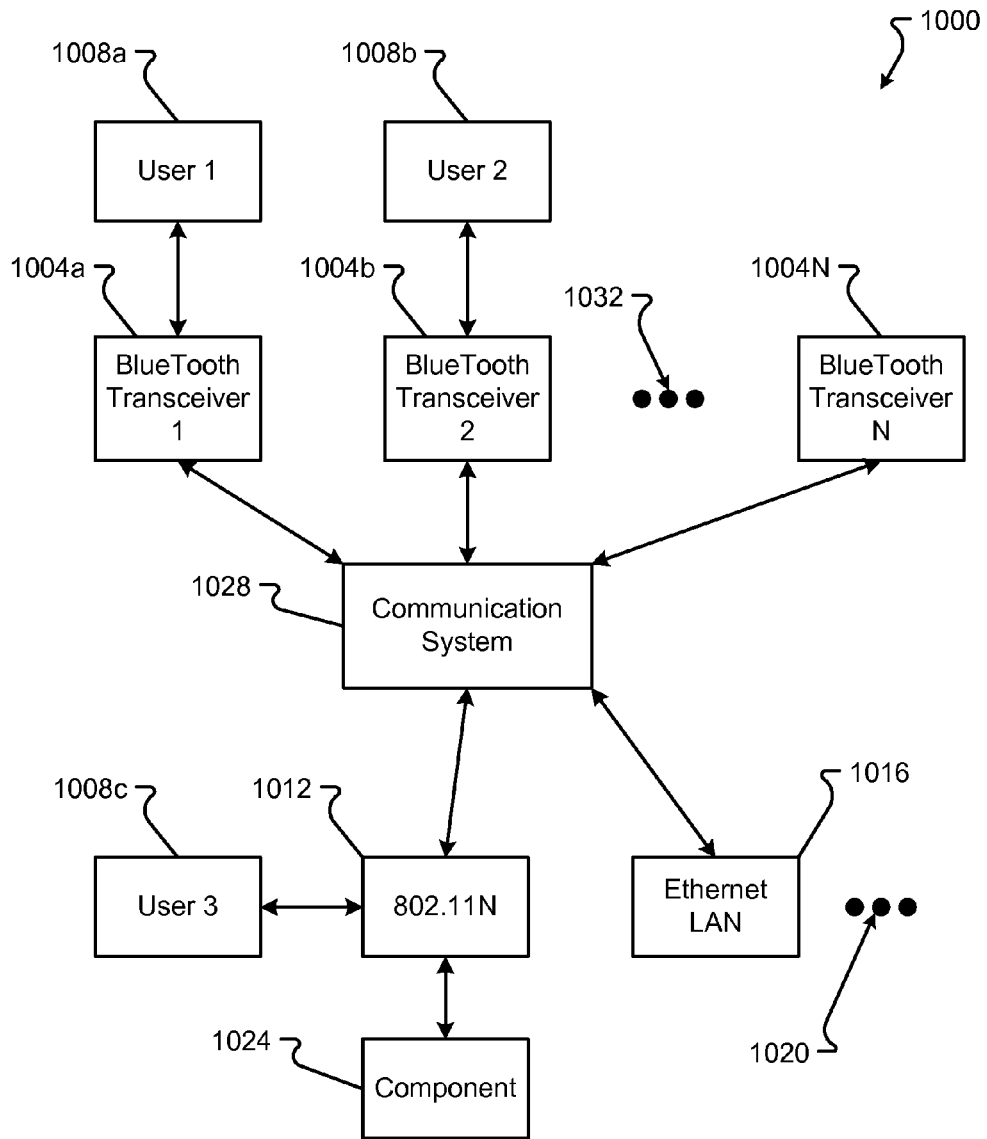 1000
1008a
1008b
User 1
User 2
1004a
1004b
1032
1004N
BlueTooth
Transceiver
1
BlueTooth
Transceiver
2
BlueTooth
Transceiver
N
1028
Communication
System
1008c
1012
1016
User 3
802.11N
Ethernet
LAN
1024
1020
Component